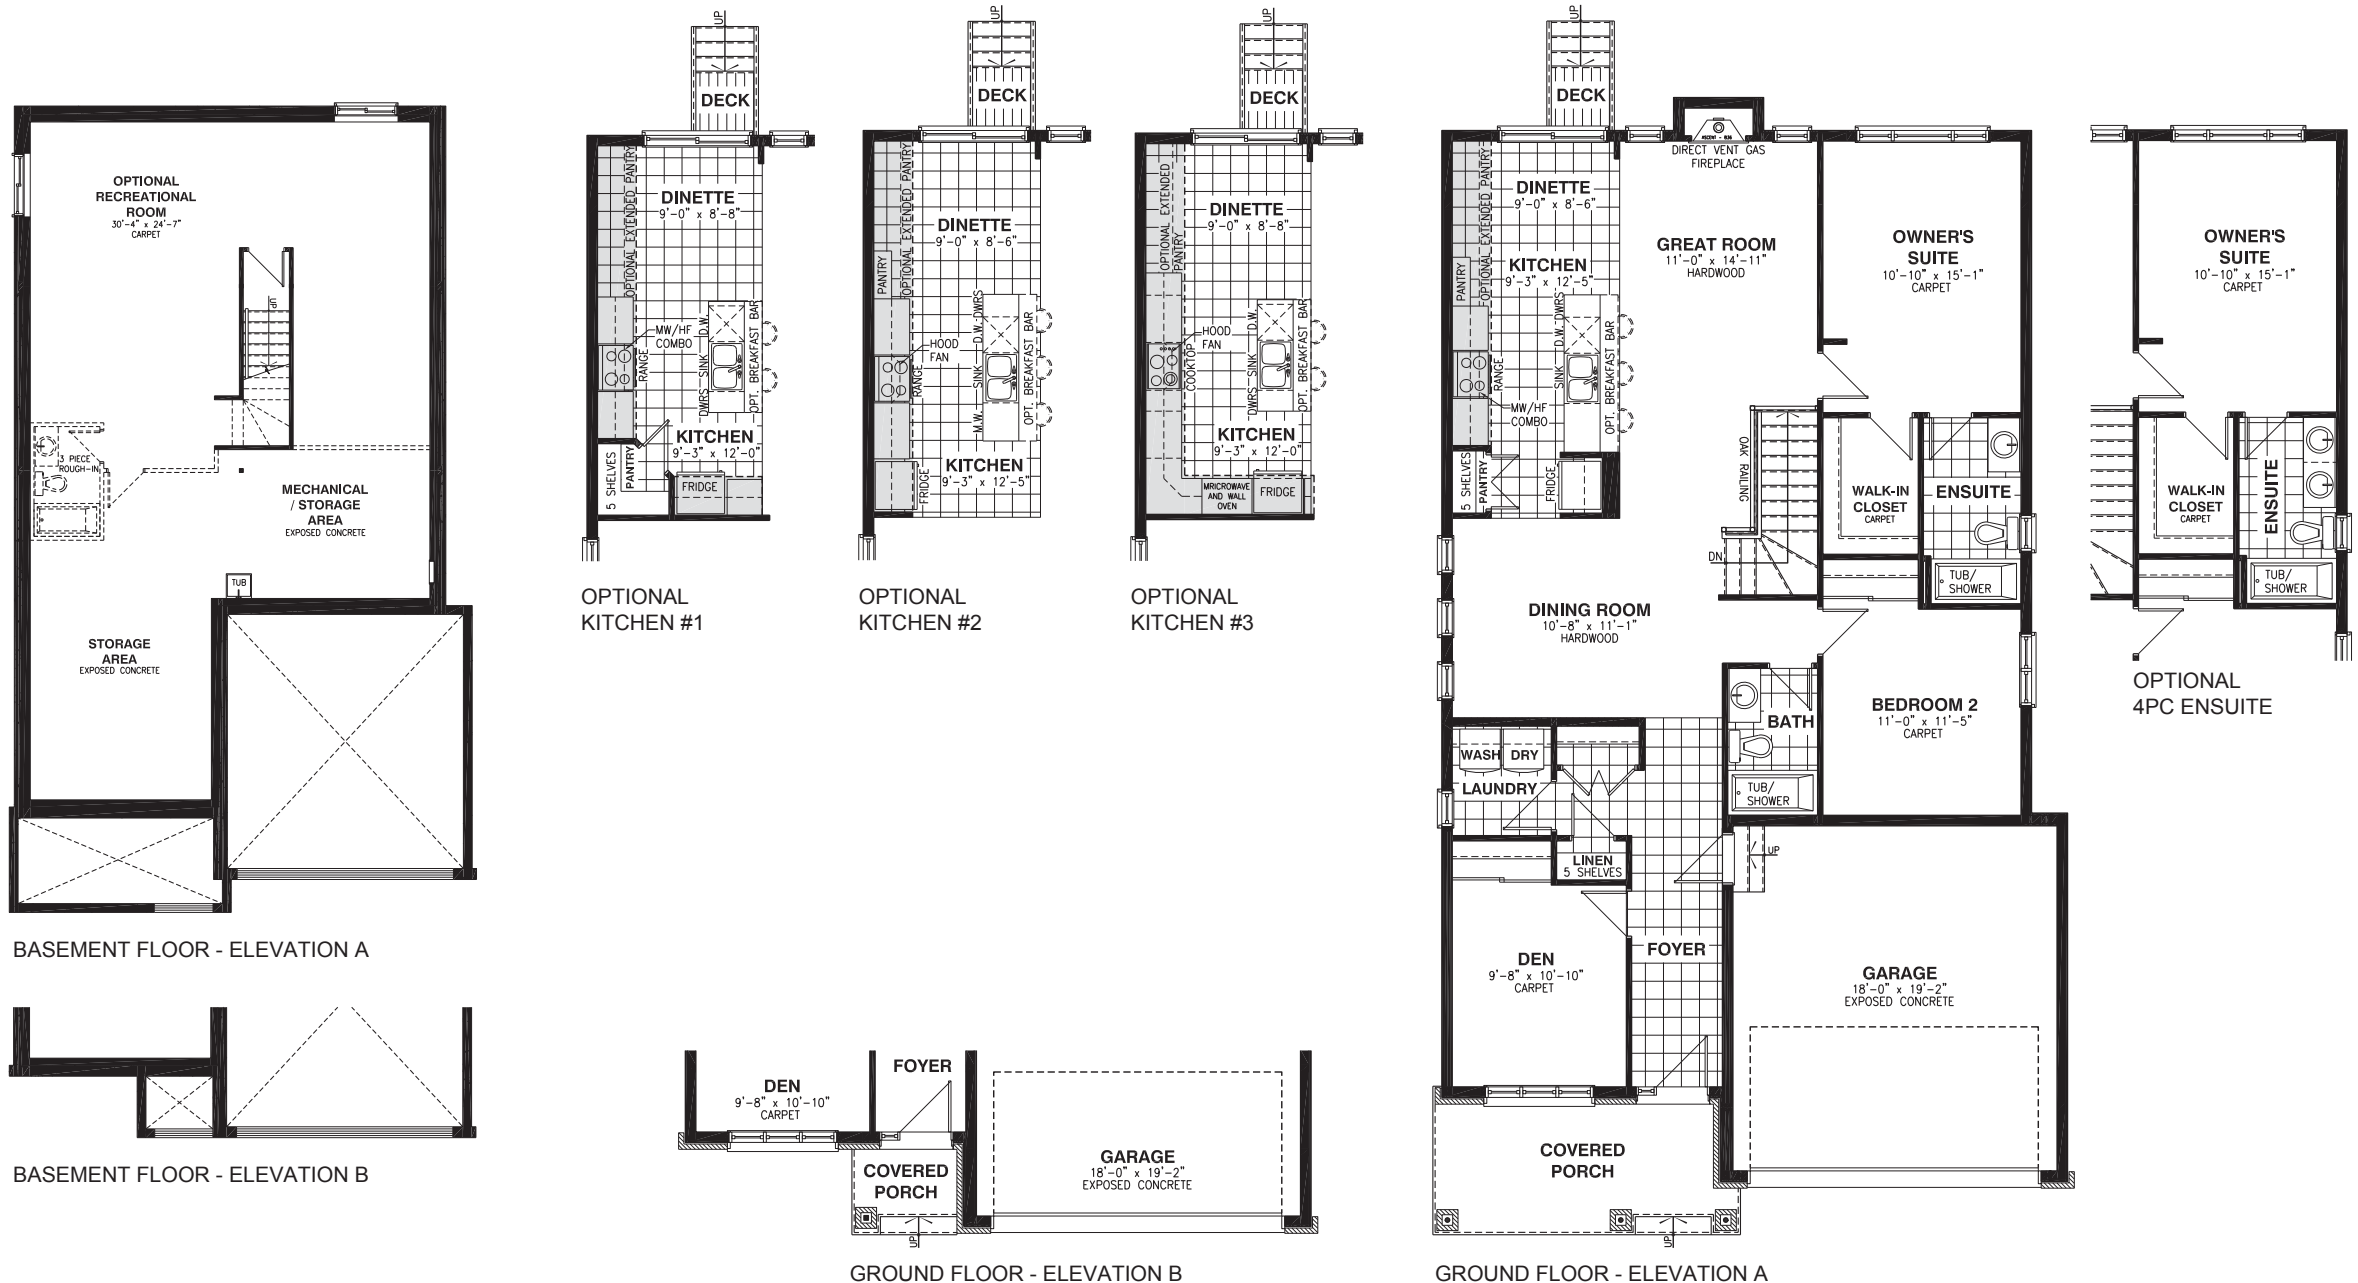 OPTIONAL
RECREATIONAL
ROOM
30'-4" x 24'-7"
CARPET
UP
3 PIECE
ROUGH-IN
MECHANICAL
/ STORAGE
AREA
EXPOSED CONCRETE
TUB
STORAGE
AREA
EXPOSED CONCRETE
BASEMENT FLOOR - ELEVATION A
BASEMENT FLOOR - ELEVATION B
UP
DECK
OPTIONAL EXTENDED PANTRY
DINETTE
9'-0" x 8'-8"
MW/HF
COMBO
RANGE
DWRS
SINK
D.W.
OPT. BREAKFAST BAR
KITCHEN
9'-3" x 12'-0"
5 SHELVES
PANTRY
FRIDGE
OPTIONAL
KITCHEN #1
UP
DECK
PANTRY
OPTIONAL EXTENDED PANTRY
DINETTE
9'-0" x 8'-6"
HOOD
FAN
RANGE
M.W.
SINK
D.W.
DWRS
OPT. BREAKFAST BAR
KITCHEN
9'-3" x 12'-5"
FRIDGE
OPTIONAL
KITCHEN #2
UP
DECK
OPTIONAL EXTENDED
PANTRY
DINETTE
9'-0" x 8'-8"
HOOD
FAN
COOKTOP
DWRS
SINK
D.W.
OPT. BREAKFAST BAR
KITCHEN
9'-3" x 12'-0"
MRICROWAVE
AND WALL
OVEN
FRIDGE
OPTIONAL
KITCHEN #3
UP
DECK
DIRECT VENT GAS
FIREPLACE
PANTRY
OPTIONAL EXTENDED PANTRY
DINETTE
9'-0" x 8'-6"
KITCHEN
9'-3" x 12'-5"
RANGE
MW/HF
COMBO
SINK
D.W.
DWRS
OPT. BREAKFAST BAR
5 SHELVES
PANTRY
FRIDGE
GREAT ROOM
11'-0" x 14'-11"
HARDWOOD
OWNER'S
SUITE
10'-10" x 15'-1"
CARPET
OAK RAILING
DN
WALK-IN
CLOSET
CARPET
ENSUITE
TUB/
SHOWER
DINING ROOM
10'-8" x 11'-1"
HARDWOOD
BEDROOM 2
11'-0" x 11'-5"
CARPET
BATH
TUB/
SHOWER
WASH
DRY
LAUNDRY
LINEN
5 SHELVES
UP
DEN
9'-8" x 10'-10"
CARPET
FOYER
GARAGE
18'-0" x 19'-2"
EXPOSED CONCRETE
COVERED
PORCH
UP
GROUND FLOOR - ELEVATION A
OWNER'S
SUITE
10'-10" x 15'-1"
CARPET
WALK-IN
CLOSET
CARPET
ENSUITE
TUB/
SHOWER
OPTIONAL
4PC ENSUITE
FOYER
DEN
9'-8" x 10'-10"
CARPET
COVERED
PORCH
UP
GARAGE
18'-0" x 19'-2"
EXPOSED CONCRETE
GROUND FLOOR - ELEVATION B